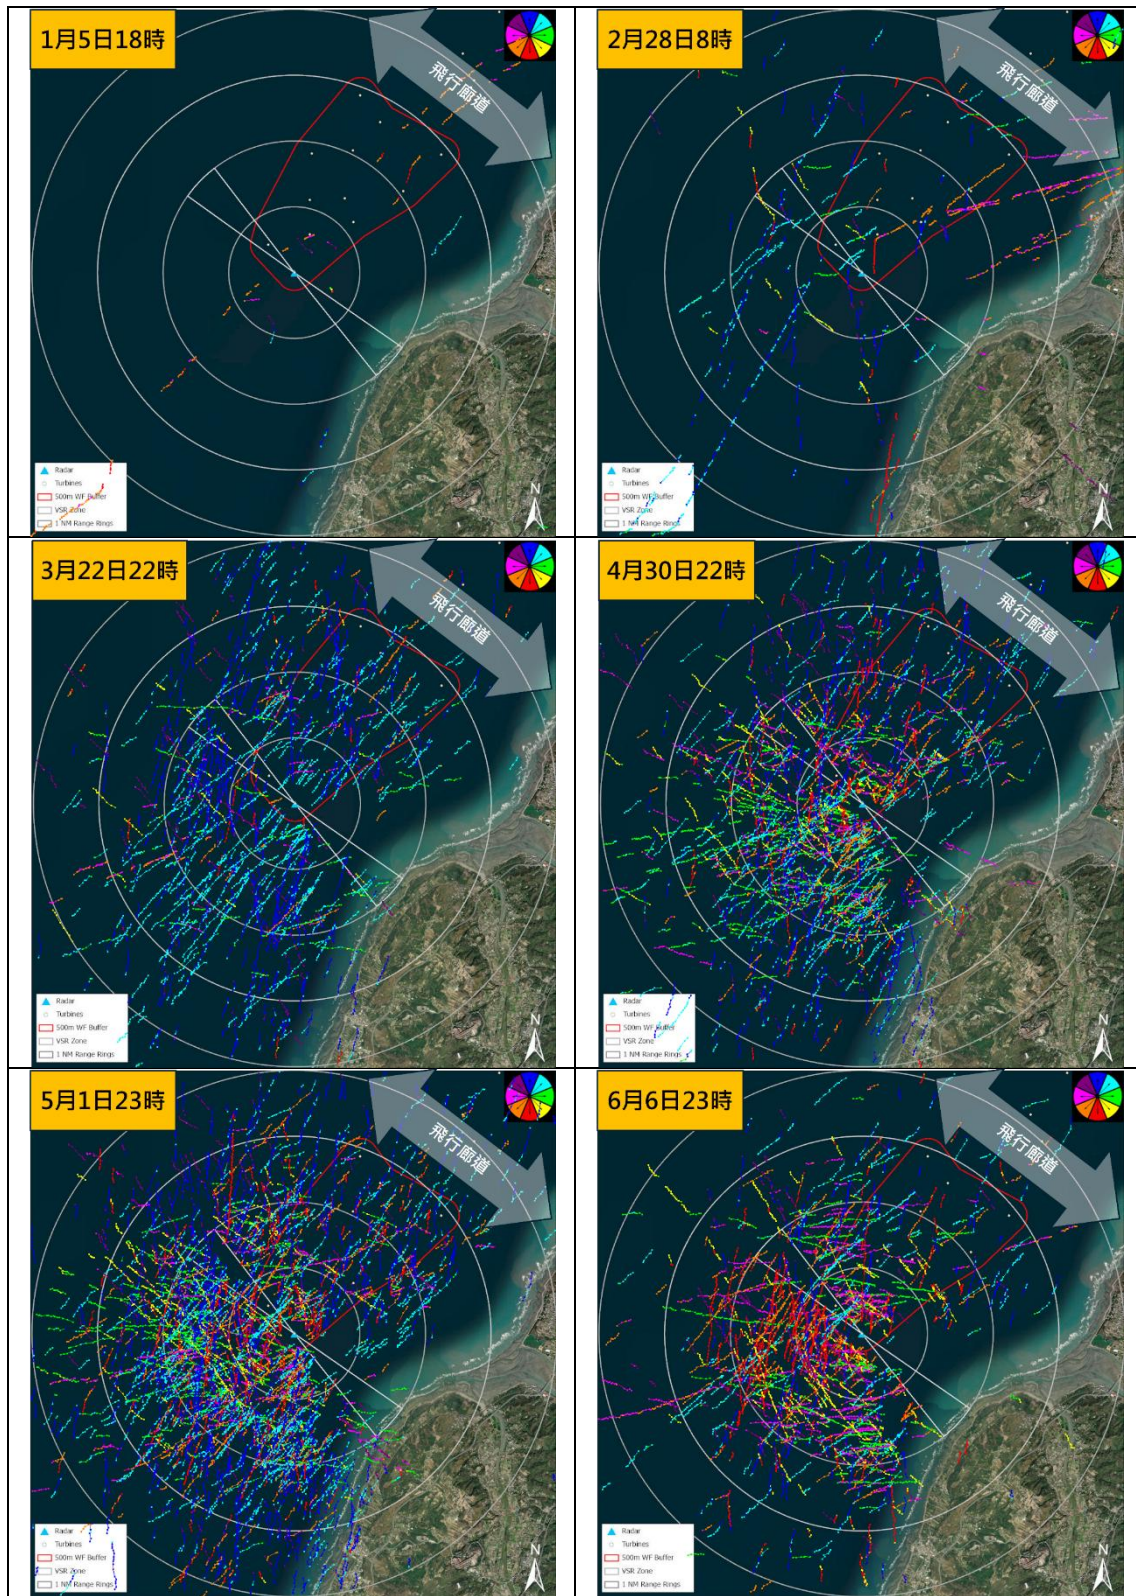 1月5日18時
飛行廊道
N
Radar
Turbines
500m WF Buffer
VSR Zone
1 NM Range Rings
2月28日8時
飛行廊道
N
Radar
Turbines
500m WF Buffer
VSR Zone
1 NM Range Rings
3月22日22時
飛行廊道
N
Radar
Turbines
500m WF Buffer
VSR Zone
1 NM Range Rings
4月30日22時
飛行廊道
N
Radar
Turbines
500m WF Buffer
VSR Zone
1 NM Range Rings
5月1日23時
飛行廊道
N
Radar
Turbines
500m WF Buffer
VSR Zone
1 NM Range Rings
6月6日23時
飛行廊道
N
Radar
Turbines
500m WF Buffer
VSR Zone
1 NM Range Rings